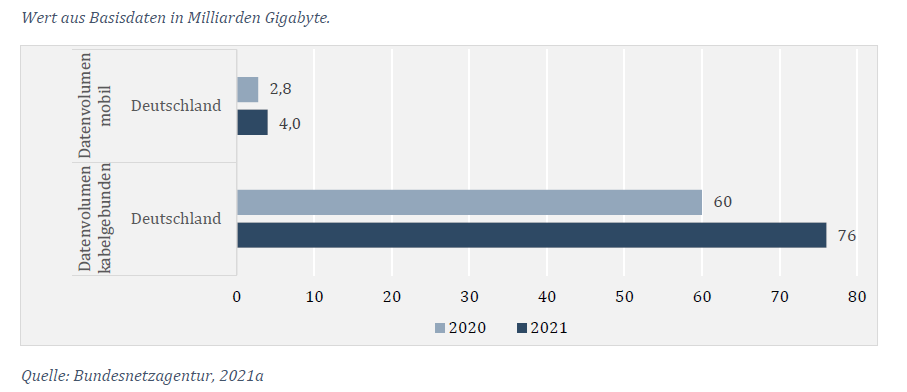 Wert aus Basisdaten in Milliarden Gigabyte.
Datenvolumen
mobil
Deutschland
2,8
4,0
Datenvolumen
kabelgebunden
Deutschland
60
76
0 10 20 30 40 50 60 70 80
2020 2021
Quelle: Bundesnetzagentur, 2021a